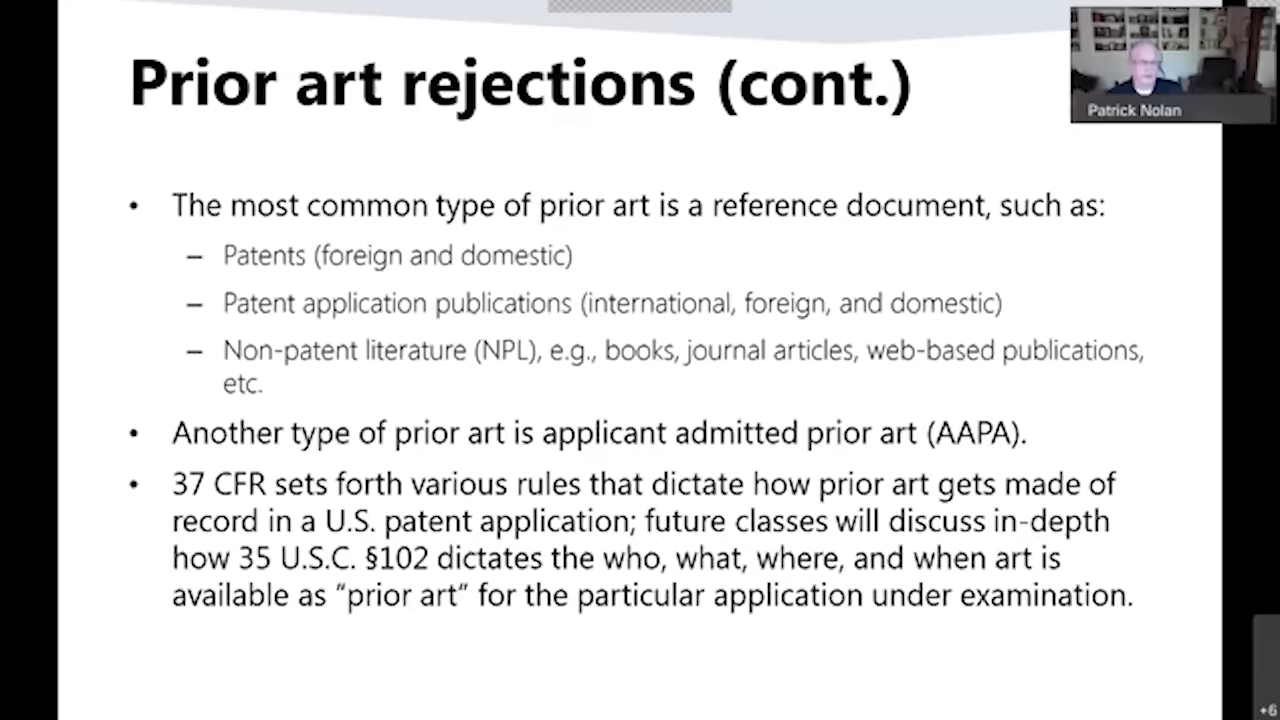 Prior art rejections (cont.)
Patrick Nolan
• The most common type of prior art is a reference document, such as:
– Patents (foreign and domestic)
– Patent application publications (international, foreign, and domestic)
– Non-patent literature (NPL), e.g., books, journal articles, web-based publications,
etc.
• Another type of prior art is applicant admitted prior art (AAPA).
• 37 CFR sets forth various rules that dictate how prior art gets made of
record in a U.S. patent application; future classes will discuss in-depth
how 35 U.S.C. §102 dictates the who, what, where, and when art is
available as “prior art” for the particular application under examination.
+6